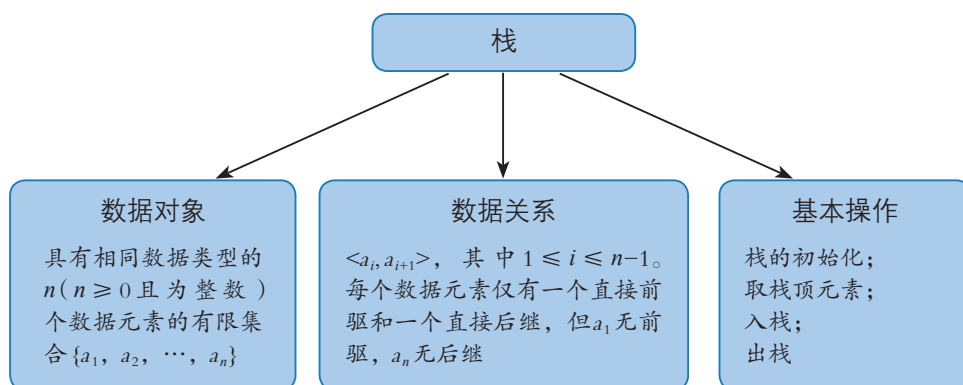 栈
数据对象
具有相同数据类型的
n(n≥0且为整数)
个数据元素的有限集
合{a₁, a₂, …, aₙ}
数据关系
<aᵢ,aᵢ₊₁>, 其中1≤i≤n-1。
每个数据元素仅有一个直接前
驱和一个直接后继，但a₁无前
驱，aₙ无后继
基本操作
栈的初始化；
取栈顶元素；
入栈；
出栈